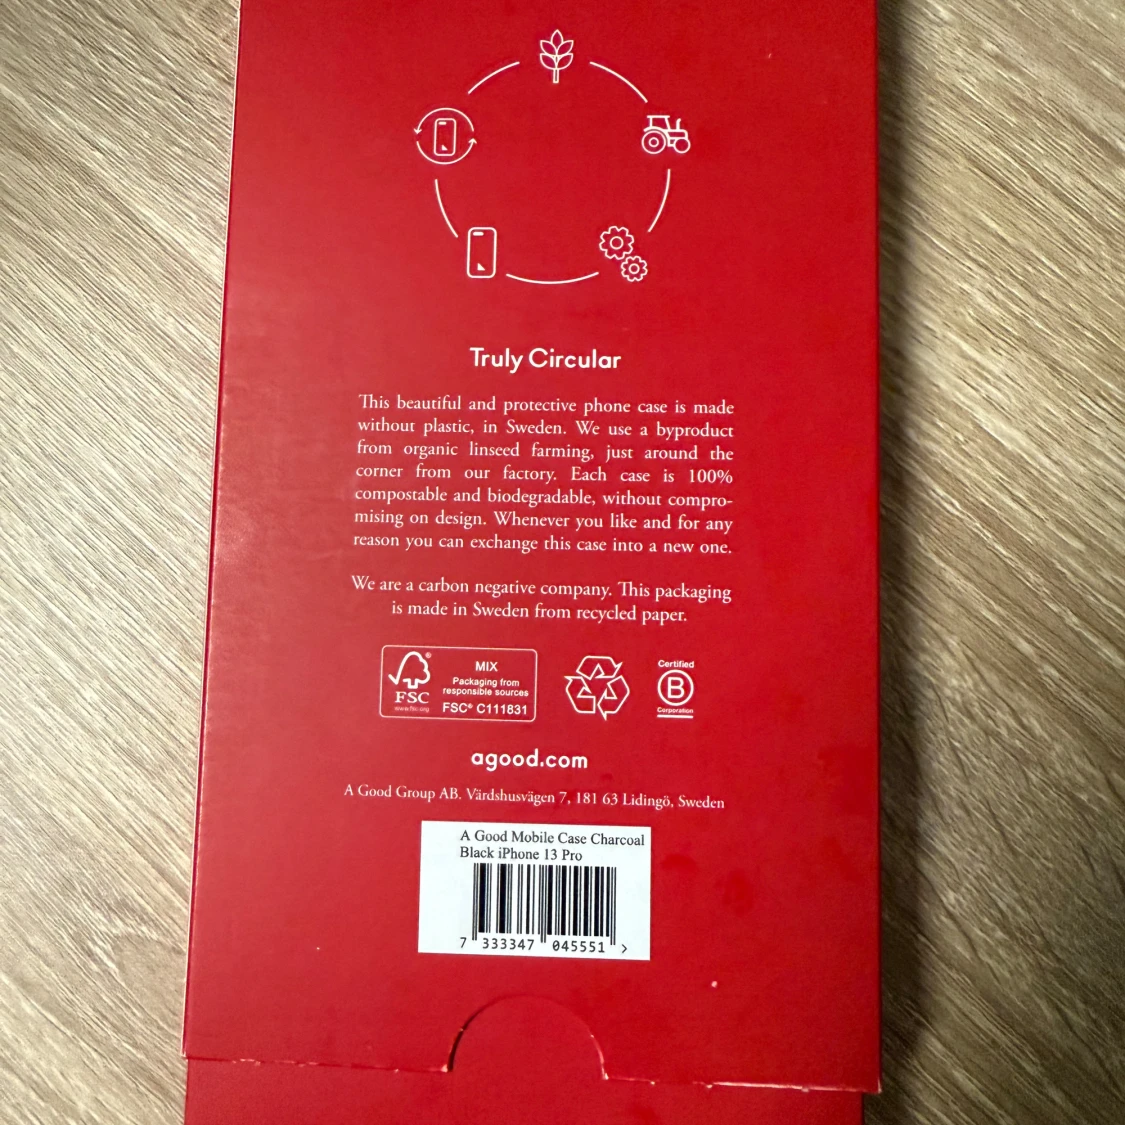 Truly Circular
This beautiful and protective phone case is made
without plastic, in Sweden. We use a byproduct
from organic linseed farming, just around the
corner from our factory. Each case is 100%
compostable and biodegradable, without compro-
mising on design. Whenever you like and for any
reason you can exchange this case into a new one.
We are a carbon negative company. This packaging
is made in Sweden from recycled paper.
FSC®
www.fsc.org
MIX
Packaging from
responsible sources
FSC® C111831
Certified
B
Corporation
agood.com
A Good Group AB. Värdshusvägen 7, 181 63 Lidingö, Sweden
A Good Mobile Case Charcoal
Black iPhone 13 Pro
7 333347 045551 >